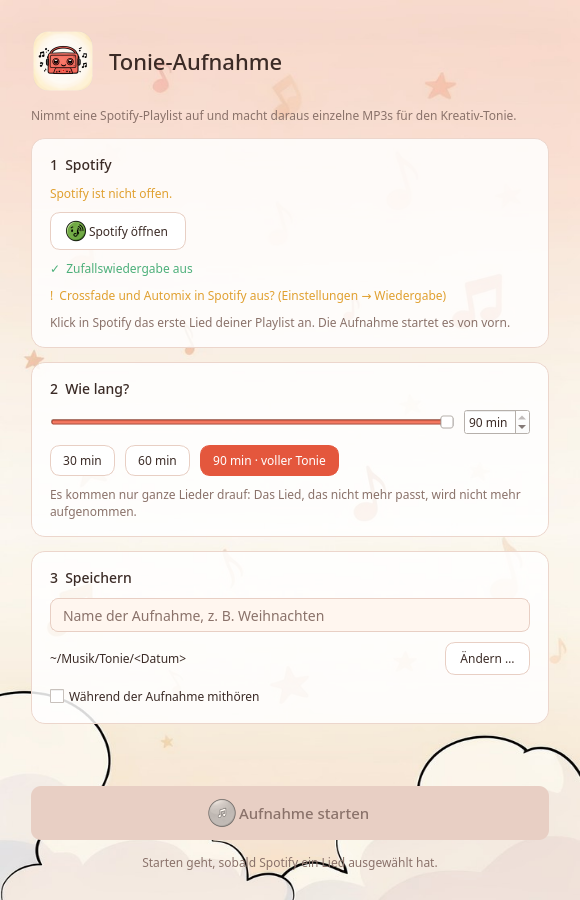 Tonie-Aufnahme
Nimmt eine Spotify-Playlist auf und macht daraus einzelne MP3s für den Kreativ-Tonie.
1 Spotify
Spotify ist nicht offen.
Spotify öffnen
✓ Zufallswiedergabe aus
! Crossfade und Automix in Spotify aus? (Einstellungen → Wiedergabe)
Klick in Spotify das erste Lied deiner Playlist an. Die Aufnahme startet es von vorn.
2 Wie lang?
90 min
30 min 60 min 90 min · voller Tonie
Es kommen nur ganze Lieder drauf: Das Lied, das nicht mehr passt, wird nicht mehr
aufgenommen.
3 Speichern
Name der Aufnahme, z. B. Weihnachten
~/Musik/Tonie/<Datum> Ändern ...
Während der Aufnahme mithören
Aufnahme starten
Starten geht, sobald Spotify ein Lied ausgewählt hat.